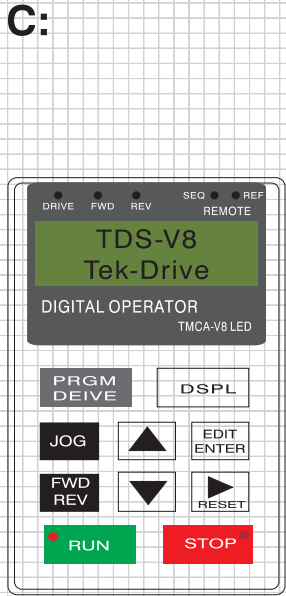 C:
SEQ REF
DRIVE FWD REV REMOTE
TDS-V8
Tek-Drive
DIGITAL OPERATOR
TMCA-V8 LED
PRGM
DEIVE
DSPL
JOG
EDIT
ENTER
FWD
REV
RESET
RUN
STOP